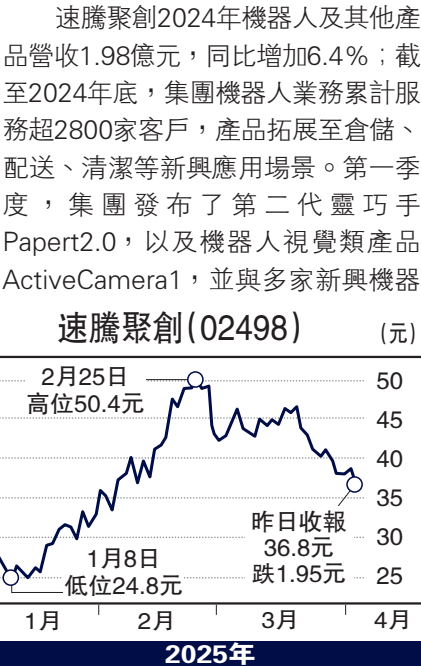 速騰聚創2024年機器人及其他產
品營收1.98億元，同比增加6.4%；截
至2024年底，集團機器人業務累計服
務超2800家客戶，產品拓展至倉儲、
配送、清潔等新興應用場景。第一季
度，集團發布了第二代靈巧手
Papert2.0，以及機器人視覺類產品
ActiveCamera1，並與多家新興機器
速騰聚創(02498) (元)
2月25日
高位50.4元
50
45
40
35
30
25
昨日收報
36.8元
跌1.95元
1月8日
低位24.8元
1月 2月 3月 4月
2025年